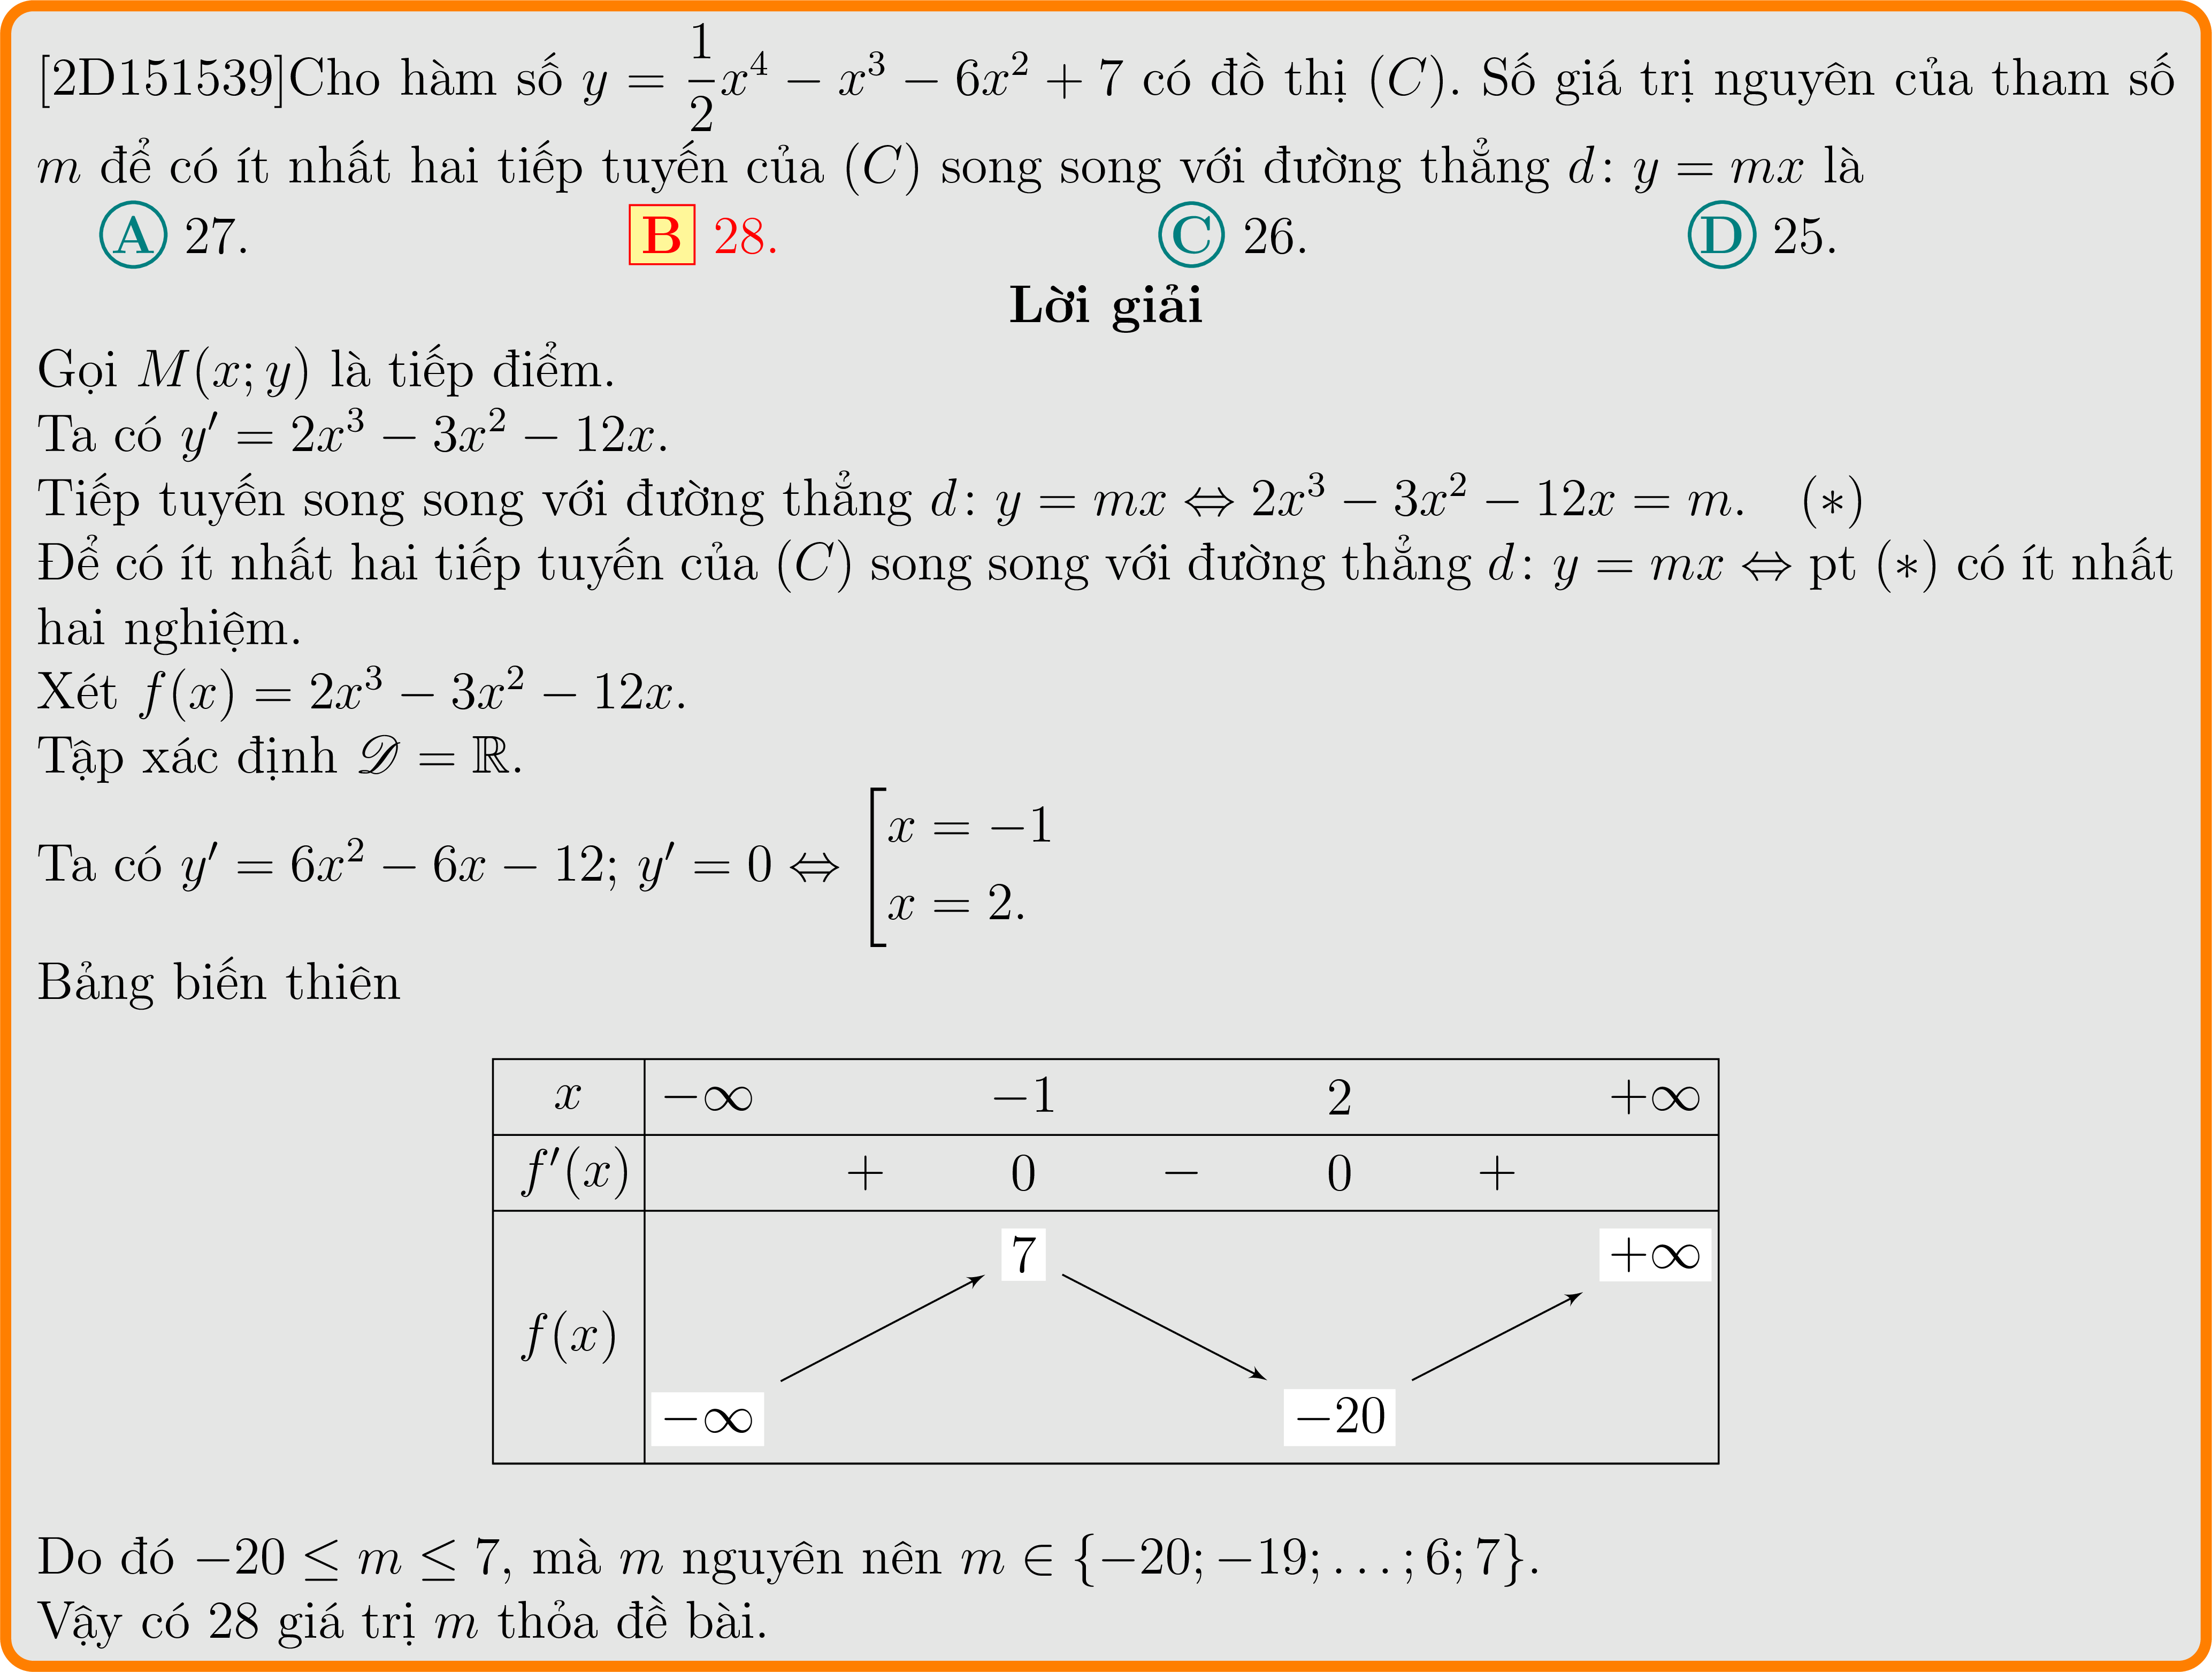 [2D151539]Cho hàm số $y = \frac{1}{2}x^4 - x^3 - 6x^2 + 7$ có đồ thị $(C)$. Số giá trị nguyên của tham số
$m$ để có ít nhất hai tiếp tuyến của $(C)$ song song với đường thẳng $d\colon y = mx$ là
A 27. B 28. C 26. D 25.
Lời giải
Gọi $M(x; y)$ là tiếp điểm.
Ta có $y' = 2x^3 - 3x^2 - 12x$.
Tiếp tuyến song song với đường thẳng $d\colon y = mx \Leftrightarrow 2x^3 - 3x^2 - 12x = m$. $(*)$
Để có ít nhất hai tiếp tuyến của $(C)$ song song với đường thẳng $d\colon y = mx \Leftrightarrow$ pt $(*)$ có ít nhất
hai nghiệm.
Xét $f(x) = 2x^3 - 3x^2 - 12x$.
Tập xác định $\mathscr{D} = \mathbb{R}$.
Ta có $y' = 6x^2 - 6x - 12$; $y' = 0 \Leftrightarrow \left[\begin{array}{l} x = -1 \\ x = 2. \end{array}\right.$
Bảng biến thiên
$x$ $-\infty$ $-1$ $2$ $+\infty$
$f'(x)$ $+$ $0$ $-$ $0$ $+$
$f(x)$ $-\infty$ $7$ $-20$ $+\infty$
Do đó $-20 \leq m \leq 7$, mà $m$ nguyên nên $m \in \{-20; -19; \ldots; 6; 7\}$.
Vậy có 28 giá trị $m$ thỏa đề bài.